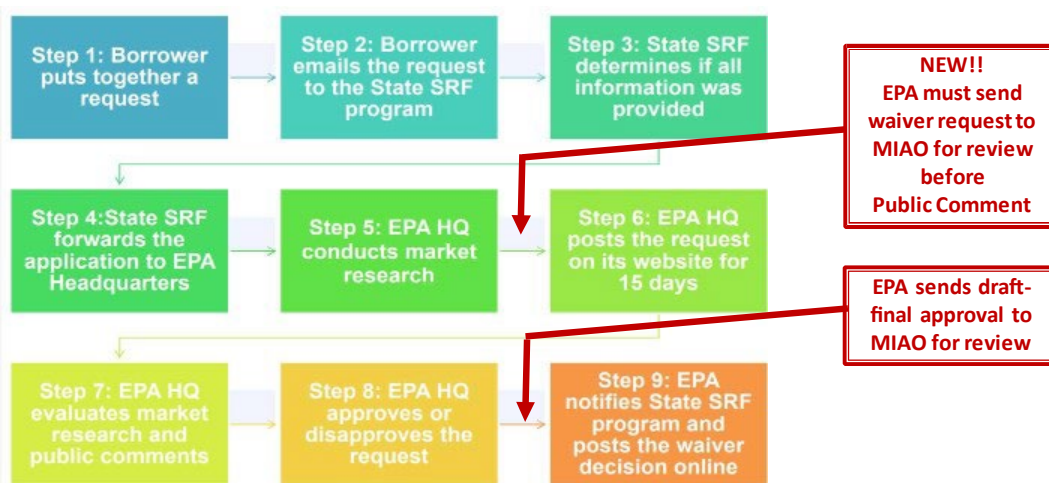 Step 1: Borrower
puts together a
request
Step 2: Borrower
emails the request
to the State SRF
program
Step 3: State SRF
determines if all
information was
provided
NEW!!
EPA must send
waiver request to
MIAO for review
before
Public Comment
Step 4:State SRF
forwards the
application to EPA
Headquarters
Step 5: EPA HQ
conducts market
research
Step 6: EPA HQ
posts the request
on its website for
15 days
EPA sends draft-
final approval to
MIAO for review
Step 7: EPA HQ
evaluates market
research and
public comments
Step 8: EPA HQ
approves or
disapproves the
request
Step 9: EPA
notifies State SRF
program and
posts the waiver
decision online